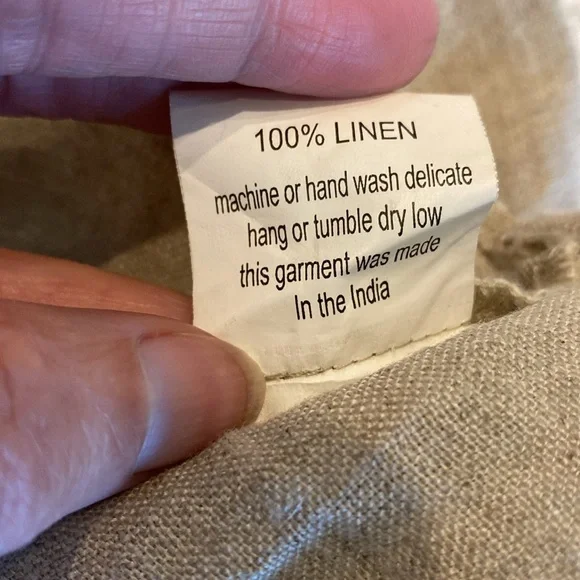 100% LINEN
machine or hand wash delicate
hang or tumble dry low
this garment was made
In the India